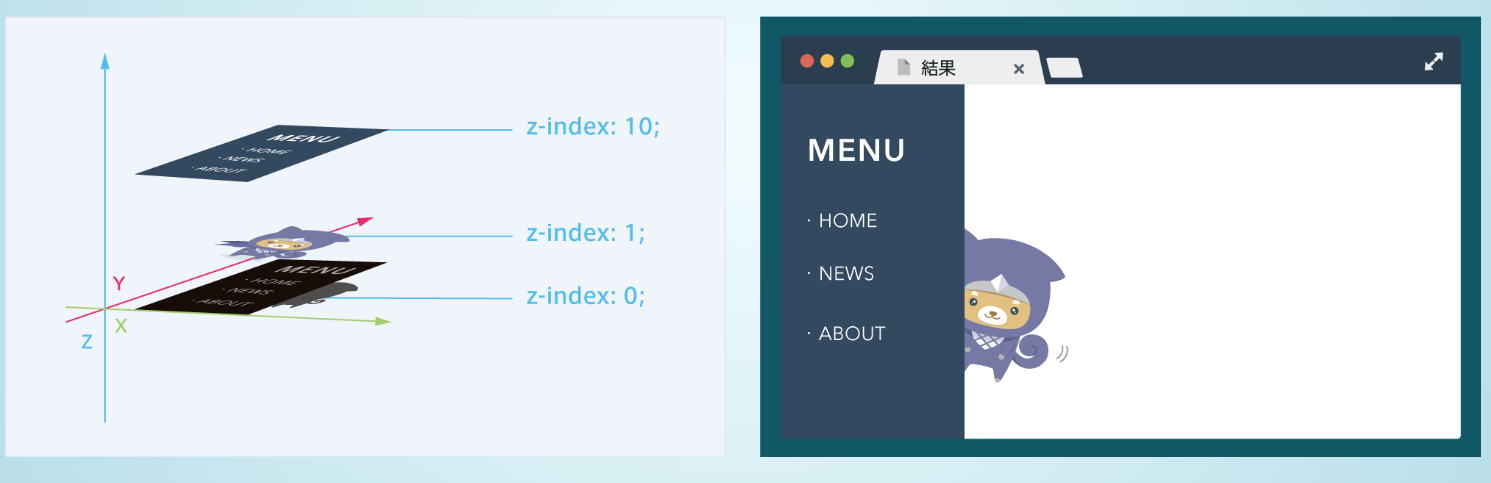 MENU
· HOME
· NEWS
· ABOUT
z-index: 10;
z-index: 1;
MENU
· HOME
· NEWS
· ABOUT
z-index: 0;
Y
X
Z
結果
MENU
· HOME
· NEWS
· ABOUT